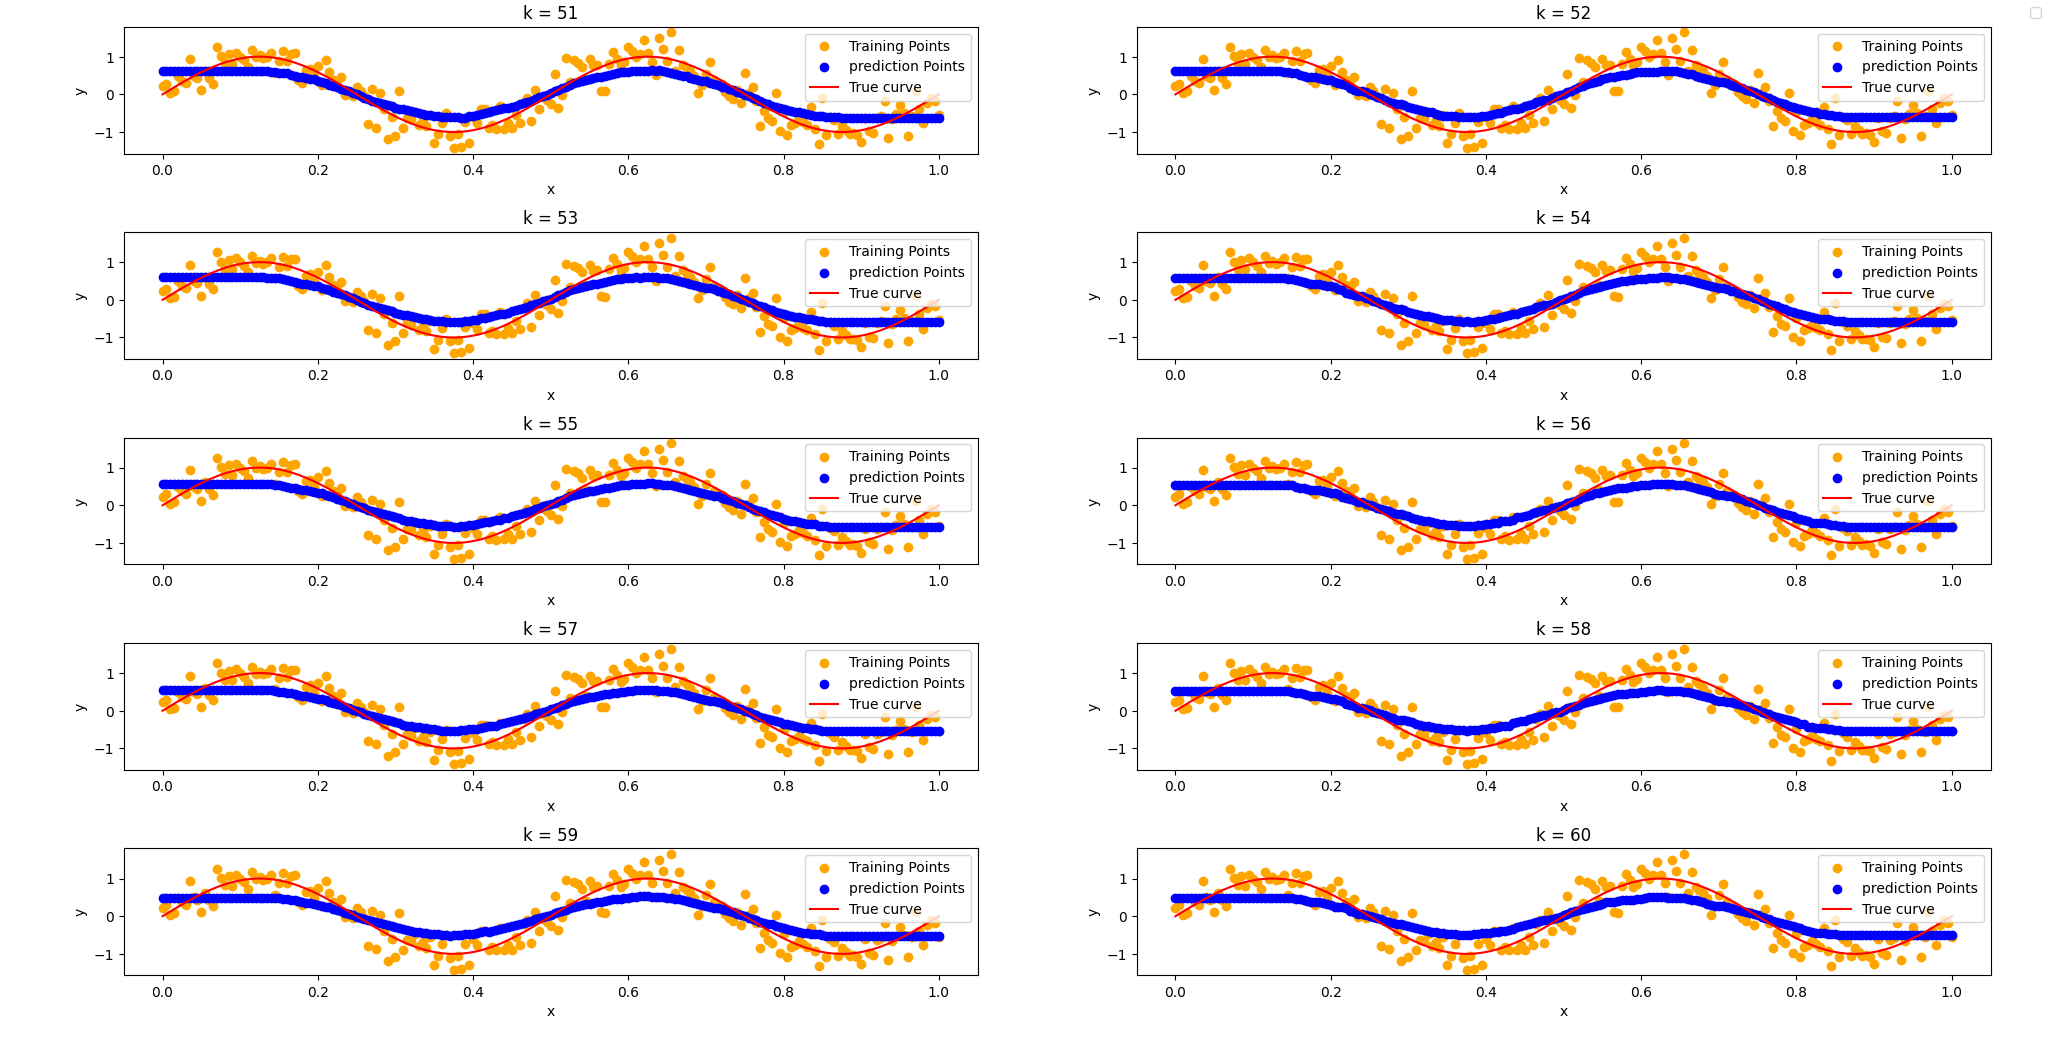 k = 51
Training Points
prediction Points
True curve
1
0
−1
y
0.0 0.2 0.4 0.6 0.8 1.0
x
k = 52
Training Points
prediction Points
True curve
1
0
−1
y
0.0 0.2 0.4 0.6 0.8 1.0
x
k = 53
Training Points
prediction Points
True curve
1
0
−1
y
0.0 0.2 0.4 0.6 0.8 1.0
x
k = 54
Training Points
prediction Points
True curve
1
0
−1
y
0.0 0.2 0.4 0.6 0.8 1.0
x
k = 55
Training Points
prediction Points
True curve
1
0
−1
y
0.0 0.2 0.4 0.6 0.8 1.0
x
k = 56
Training Points
prediction Points
True curve
1
0
−1
y
0.0 0.2 0.4 0.6 0.8 1.0
x
k = 57
Training Points
prediction Points
True curve
1
0
−1
y
0.0 0.2 0.4 0.6 0.8 1.0
x
k = 58
Training Points
prediction Points
True curve
1
0
−1
y
0.0 0.2 0.4 0.6 0.8 1.0
x
k = 59
Training Points
prediction Points
True curve
1
0
−1
y
0.0 0.2 0.4 0.6 0.8 1.0
x
k = 60
Training Points
prediction Points
True curve
1
0
−1
y
0.0 0.2 0.4 0.6 0.8 1.0
x